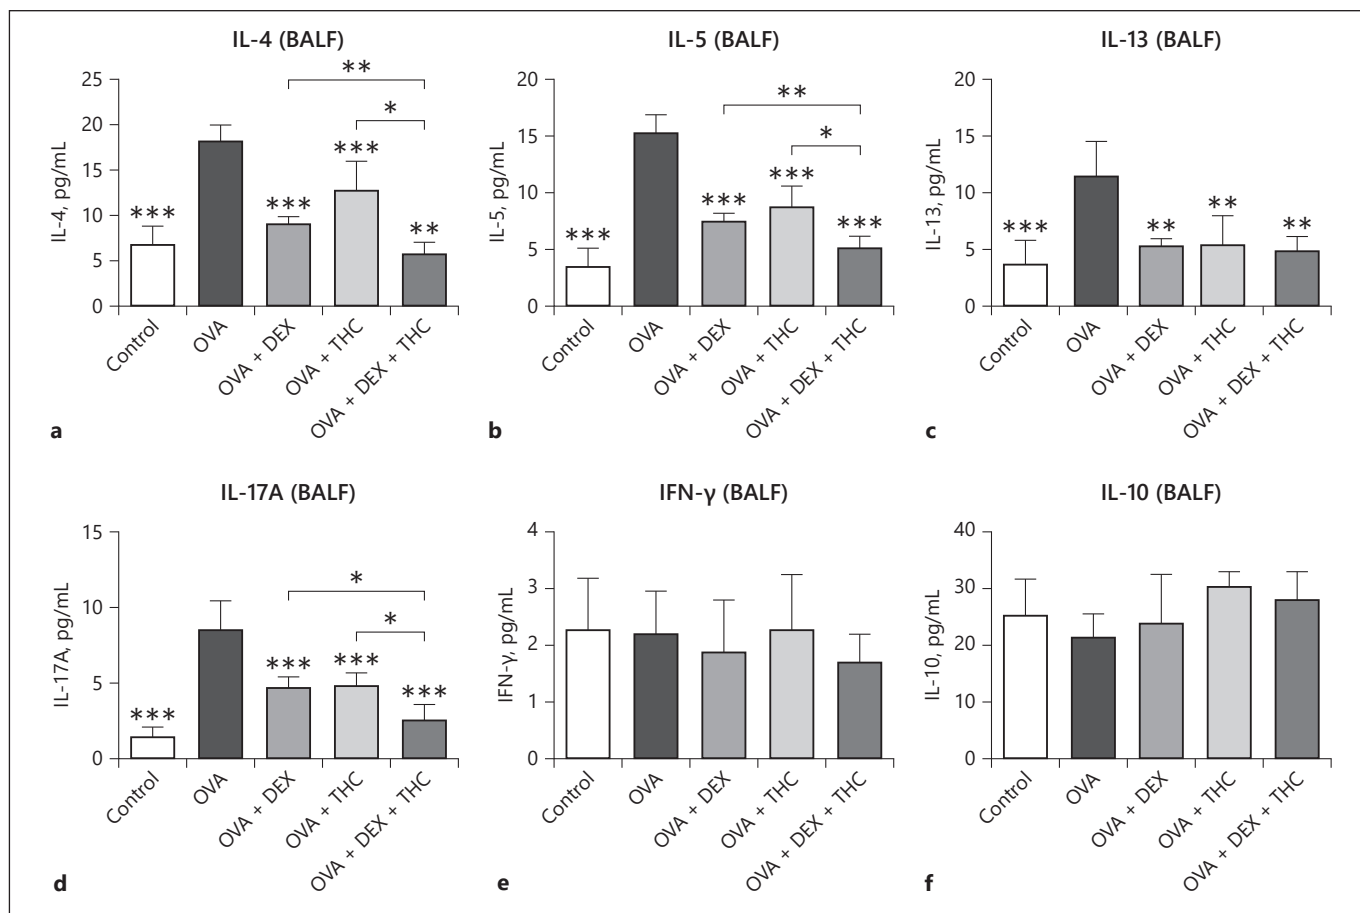 IL-4 (BALF)
IL-4, pg/mL
25
20
15
10
5
0
***
***
***
**
**
*
Control
OVA
OVA + DEX
OVA + THC
OVA + DEX + THC
a
IL-5 (BALF)
IL-5, pg/mL
20
15
10
5
0
***
***
***
***
**
*
Control
OVA
OVA + DEX
OVA + THC
OVA + DEX + THC
b
IL-13 (BALF)
IL-13, pg/mL
20
15
10
5
0
***
**
**
**
Control
OVA
OVA + DEX
OVA + THC
OVA + DEX + THC
c
IL-17A (BALF)
IL-17A, pg/mL
15
10
5
0
***
***
***
***
*
*
Control
OVA
OVA + DEX
OVA + THC
OVA + DEX + THC
d
IFN-γ (BALF)
IFN-γ, pg/mL
4
3
2
1
0
Control
OVA
OVA + DEX
OVA + THC
OVA + DEX + THC
e
IL-10 (BALF)
IL-10, pg/mL
40
30
20
10
0
Control
OVA
OVA + DEX
OVA + THC
OVA + DEX + THC
f